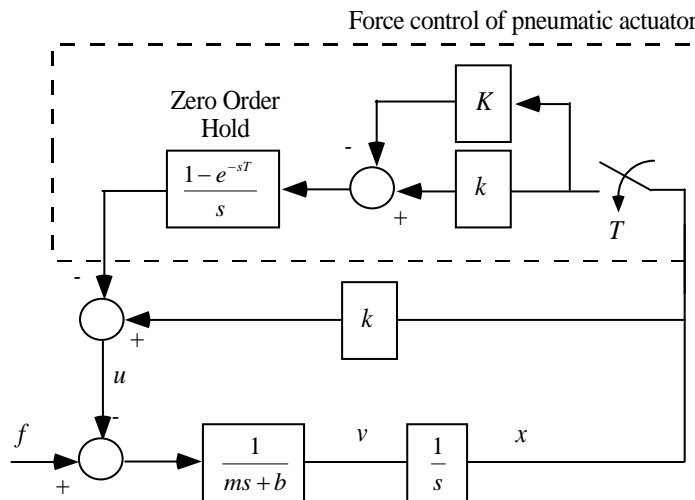 Force control of pneumatic actuator
Zero Order
Hold
K
-
1 − e^{−sT}
s
+
k
T
-
+
k
u
-
f
+
1
ms + b
v
1
s
x